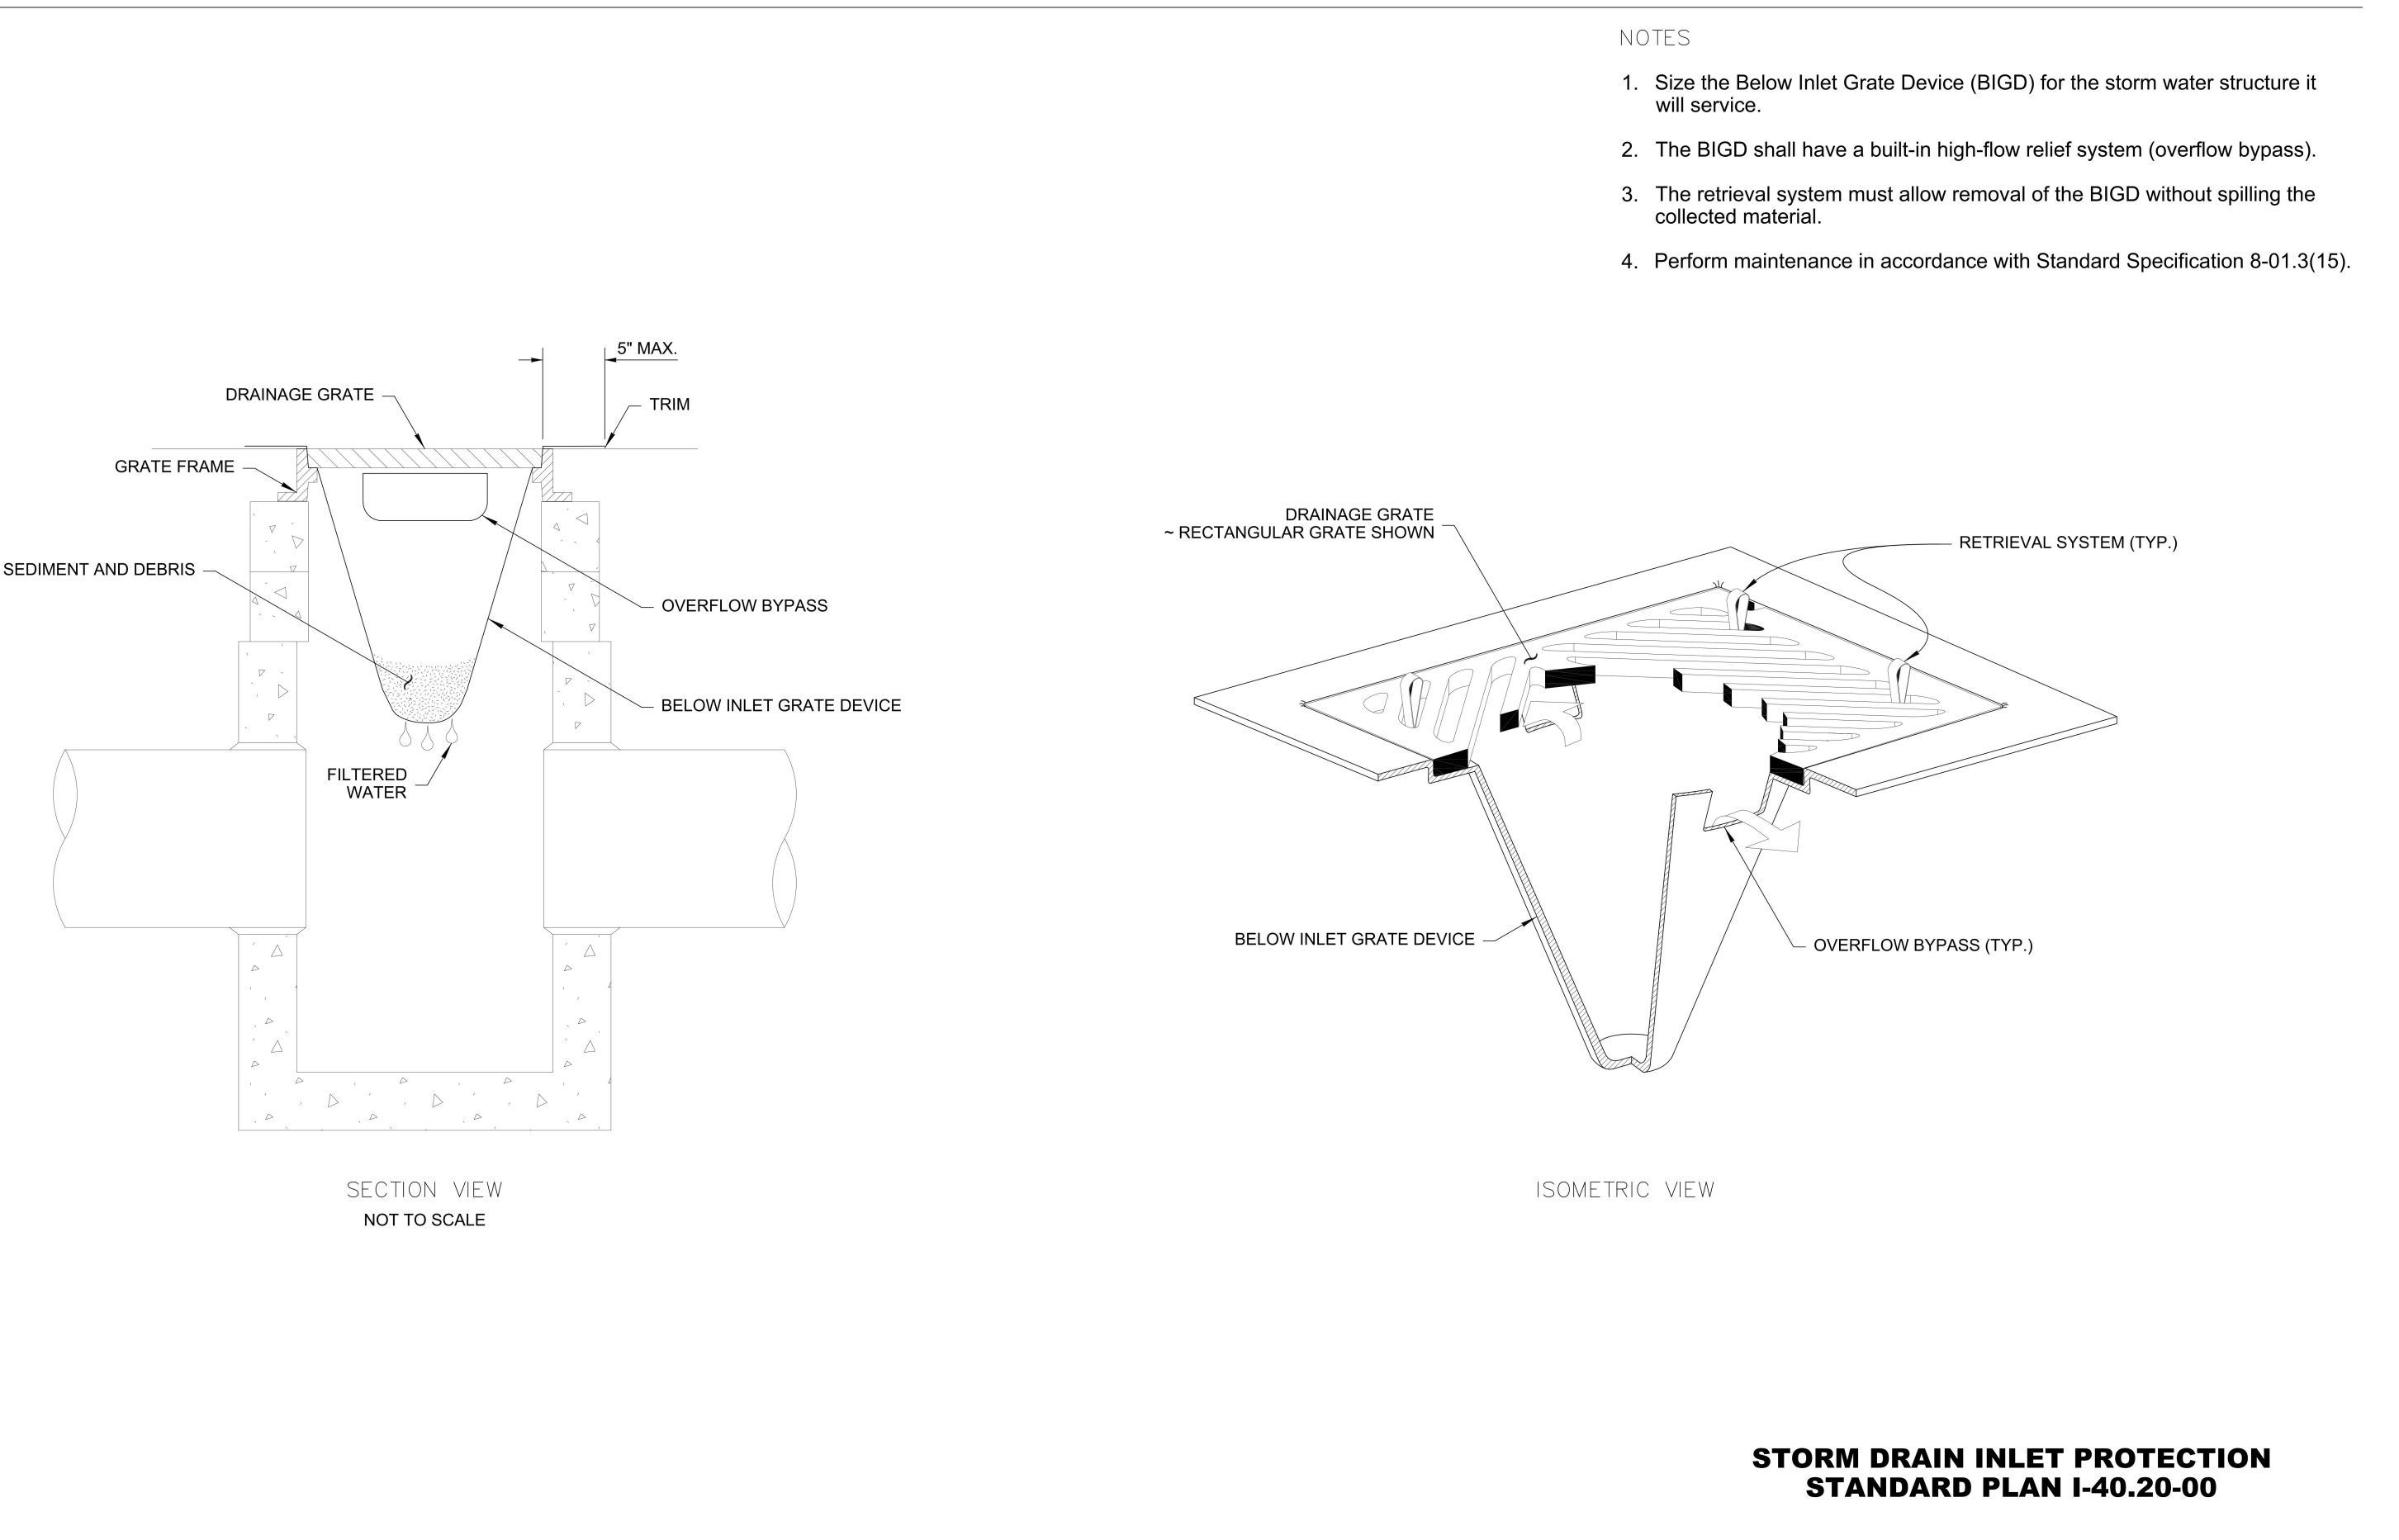 NOTES
1. Size the Below Inlet Grate Device (BIGD) for the storm water structure it
will service.
2. The BIGD shall have a built-in high-flow relief system (overflow bypass).
3. The retrieval system must allow removal of the BIGD without spilling the
collected material.
4. Perform maintenance in accordance with Standard Specification 8-01.3(15).
5" MAX.
DRAINAGE GRATE
TRIM
GRATE FRAME
SEDIMENT AND DEBRIS
OVERFLOW BYPASS
BELOW INLET GRATE DEVICE
FILTERED
WATER
SECTION VIEW
NOT TO SCALE
DRAINAGE GRATE
~ RECTANGULAR GRATE SHOWN
RETRIEVAL SYSTEM (TYP.)
BELOW INLET GRATE DEVICE
OVERFLOW BYPASS (TYP.)
ISOMETRIC VIEW
STORM DRAIN INLET PROTECTION
STANDARD PLAN I-40.20-00